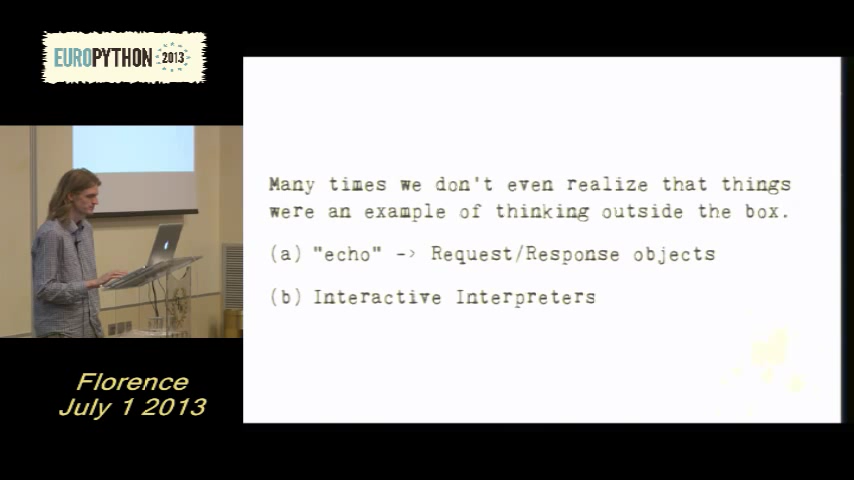 EUROPYTHON 2013
Many times we don't even realize that things
were an example of thinking outside the box.
(a) "echo" -> Request/Response objects
(b) Interactive Interpreters
Florence
July 1 2013